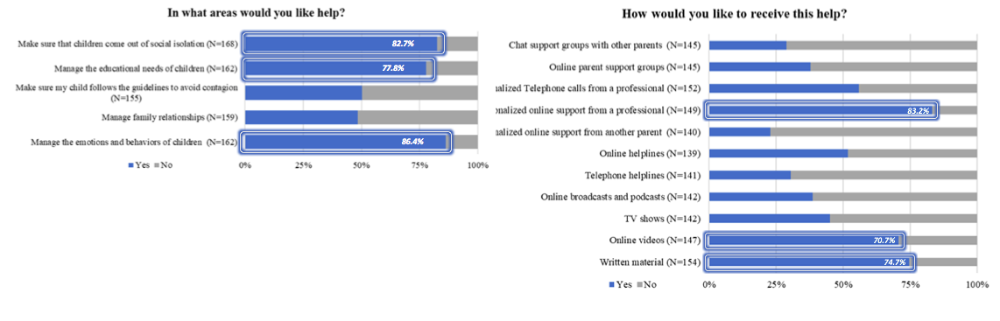 In what areas would you like help?
Make sure that children come out of social isolation (N=168)
82.7%
Manage the educational needs of children (N=162)
77.8%
Make sure my child follows the guidelines to avoid contagion
(N=155)
Manage family relationships (N=159)
Manage the emotions and behaviors of children (N=162)
86.4%
Yes No
0% 25% 50% 75% 100%
How would you like to receive this help?
Chat support groups with other parents (N=145)
Online parent support groups (N=145)
nalized Telephone calls from a professional (N=152)
onalized online support from a professional (N=149)
83.2%
nalized online support from another parent (N=140)
Online helplines (N=139)
Telephone helplines (N=141)
Online broadcasts and podcasts (N=142)
TV shows (N=142)
Online videos (N=147)
70.7%
Written material (N=154)
74.7%
Yes No
0% 25% 50% 75% 100%